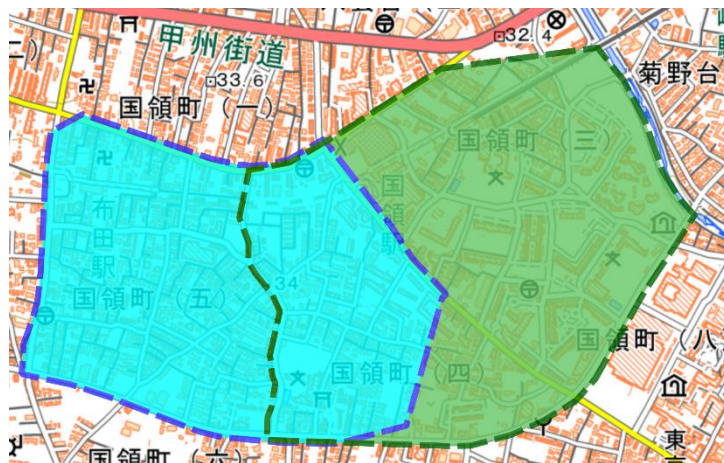 32.4
甲州街道
33.6
菊野台
国領町(一)
国領町(三)
国領駅
布田駅
34
国領町(五)
国領町(八)
国領町(四)
国領町(六)
東